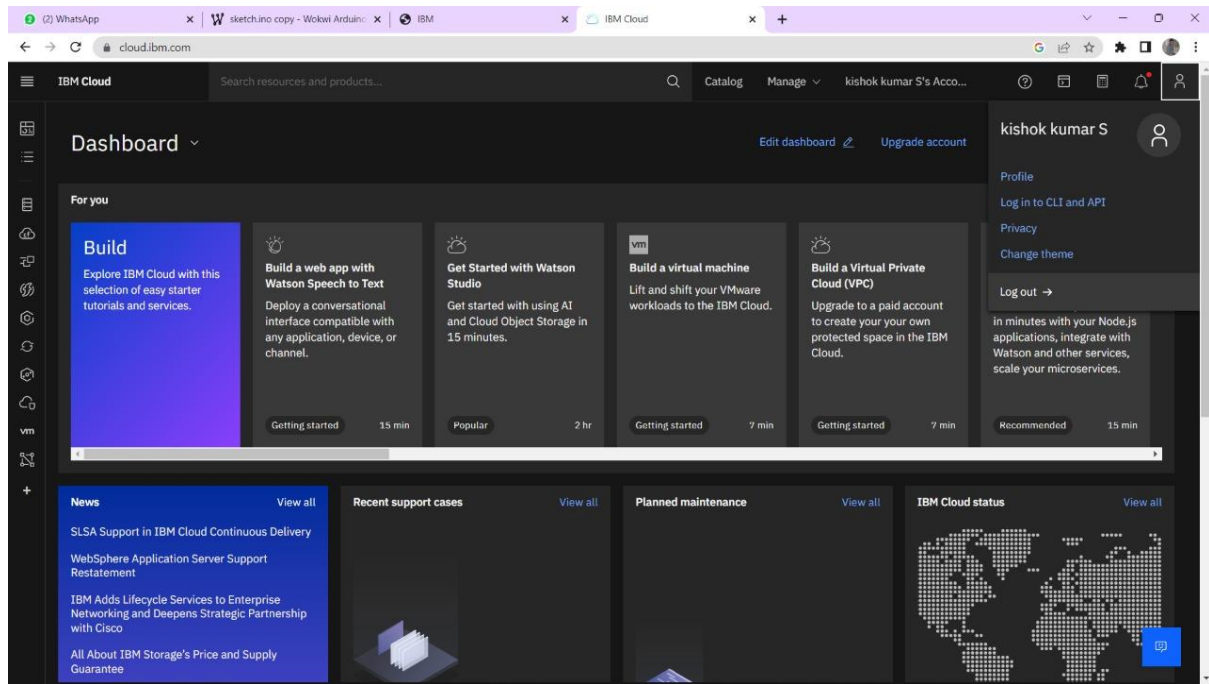 (2) WhatsApp
sketch.ino copy - Wokwi Arduino
IBM
IBM Cloud
cloud.ibm.com
IBM Cloud
Search resources and products...
Catalog
Manage
kishok kumar S's Acco...
Dashboard
Edit dashboard
Upgrade account
kishok kumar S
Profile
Log in to CLI and API
Privacy
Change theme
Log out →
For you
Build
Explore IBM Cloud with this
selection of easy starter
tutorials and services.
Build a web app with
Watson Speech to Text
Deploy a conversational
interface compatible with
any application, device, or
channel.
Getting started 15 min
Get Started with Watson
Studio
Get started with using AI
and Cloud Object Storage in
15 minutes.
Popular 2 hr
vm
Build a virtual machine
Lift and shift your VMware
workloads to the IBM Cloud.
Getting started 7 min
Build a Virtual Private
Cloud (VPC)
Upgrade to a paid account
to create your your own
protected space in the IBM
Cloud.
Getting started 7 min
in minutes with your Node.js
applications, integrate with
Watson and other services,
scale your microservices.
Recommended 15 min
vm
News View all
SLSA Support in IBM Cloud Continuous Delivery
WebSphere Application Server Support
Restatement
IBM Adds Lifecycle Services to Enterprise
Networking and Deepens Strategic Partnership
with Cisco
All About IBM Storage's Price and Supply
Guarantee
Recent support cases View all
Planned maintenance View all
IBM Cloud status View all